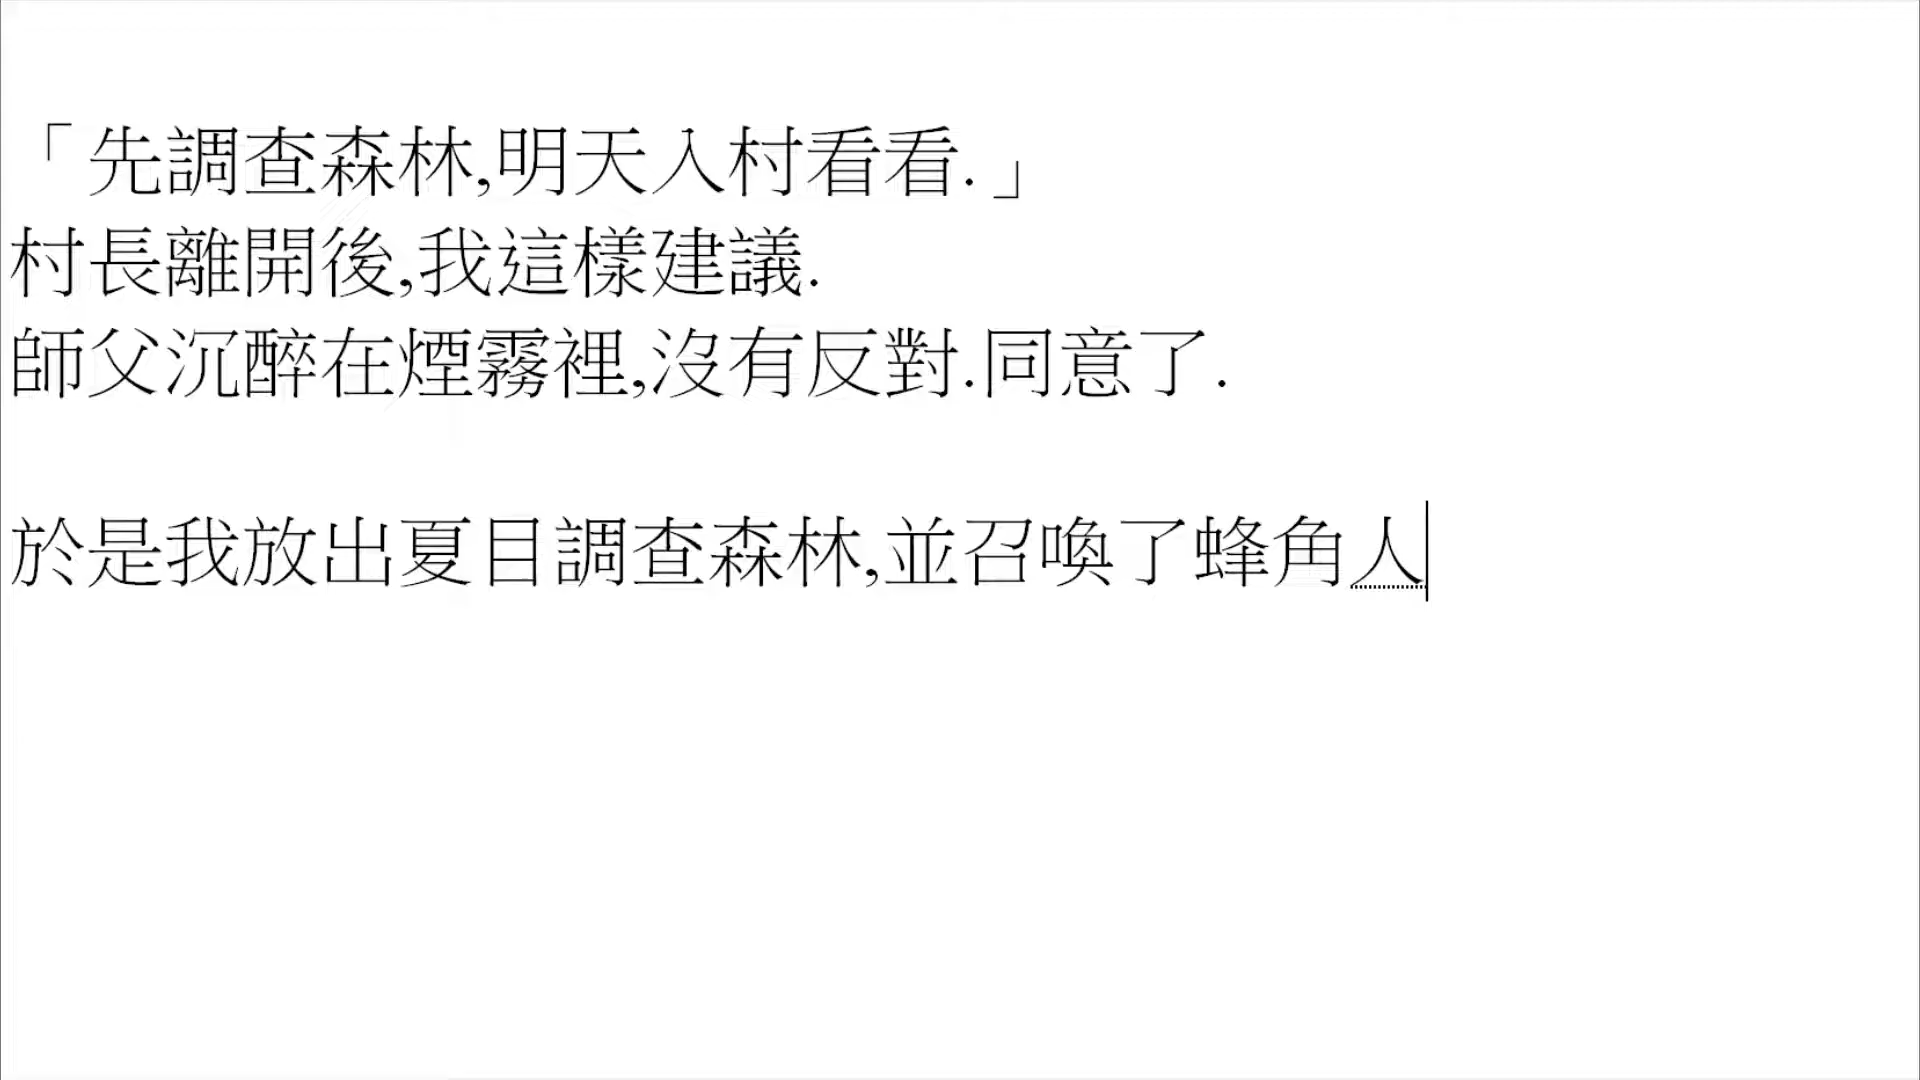 「先調查森林,明天入村看看.」
村長離開後,我這樣建議.
師父沉醉在煙霧裡,沒有反對.同意了.
於是我放出夏目調查森林,並召喚了蜂角人